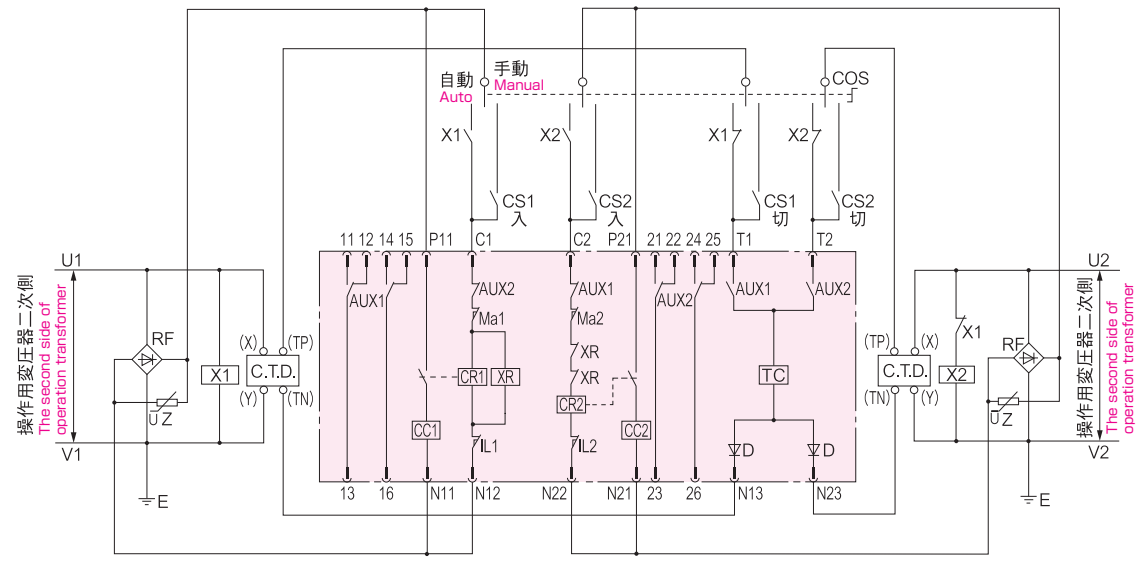 自動
Auto
手動
Manual
COS
X1
X2
X1
X2
CS1
入
CS2
入
CS1
切
CS2
切
11 12 14 15 P11 C1 C2 P21 21 22 24 25 T1 T2
U1
操作用変圧器二次側
The second side of
operation transformer
RF
X1
(X)
(TP)
C.T.D.
(Y)
(TN)
UZ
V1
E
AUX1
AUX2
Ma1
CR1
XR
CC1
IL1
AUX1
Ma2
XR
XR
CR2
CC2
IL2
AUX2
AUX1
AUX2
TC
D
D
13 16 N11 N12 N22 N21 23 26 N13 N23
U2
(TP)
(X)
C.T.D.
(TN)
(Y)
X1
X2
RF
UZ
V2
E
操作用変圧器二次側
The second side of
operation transformer